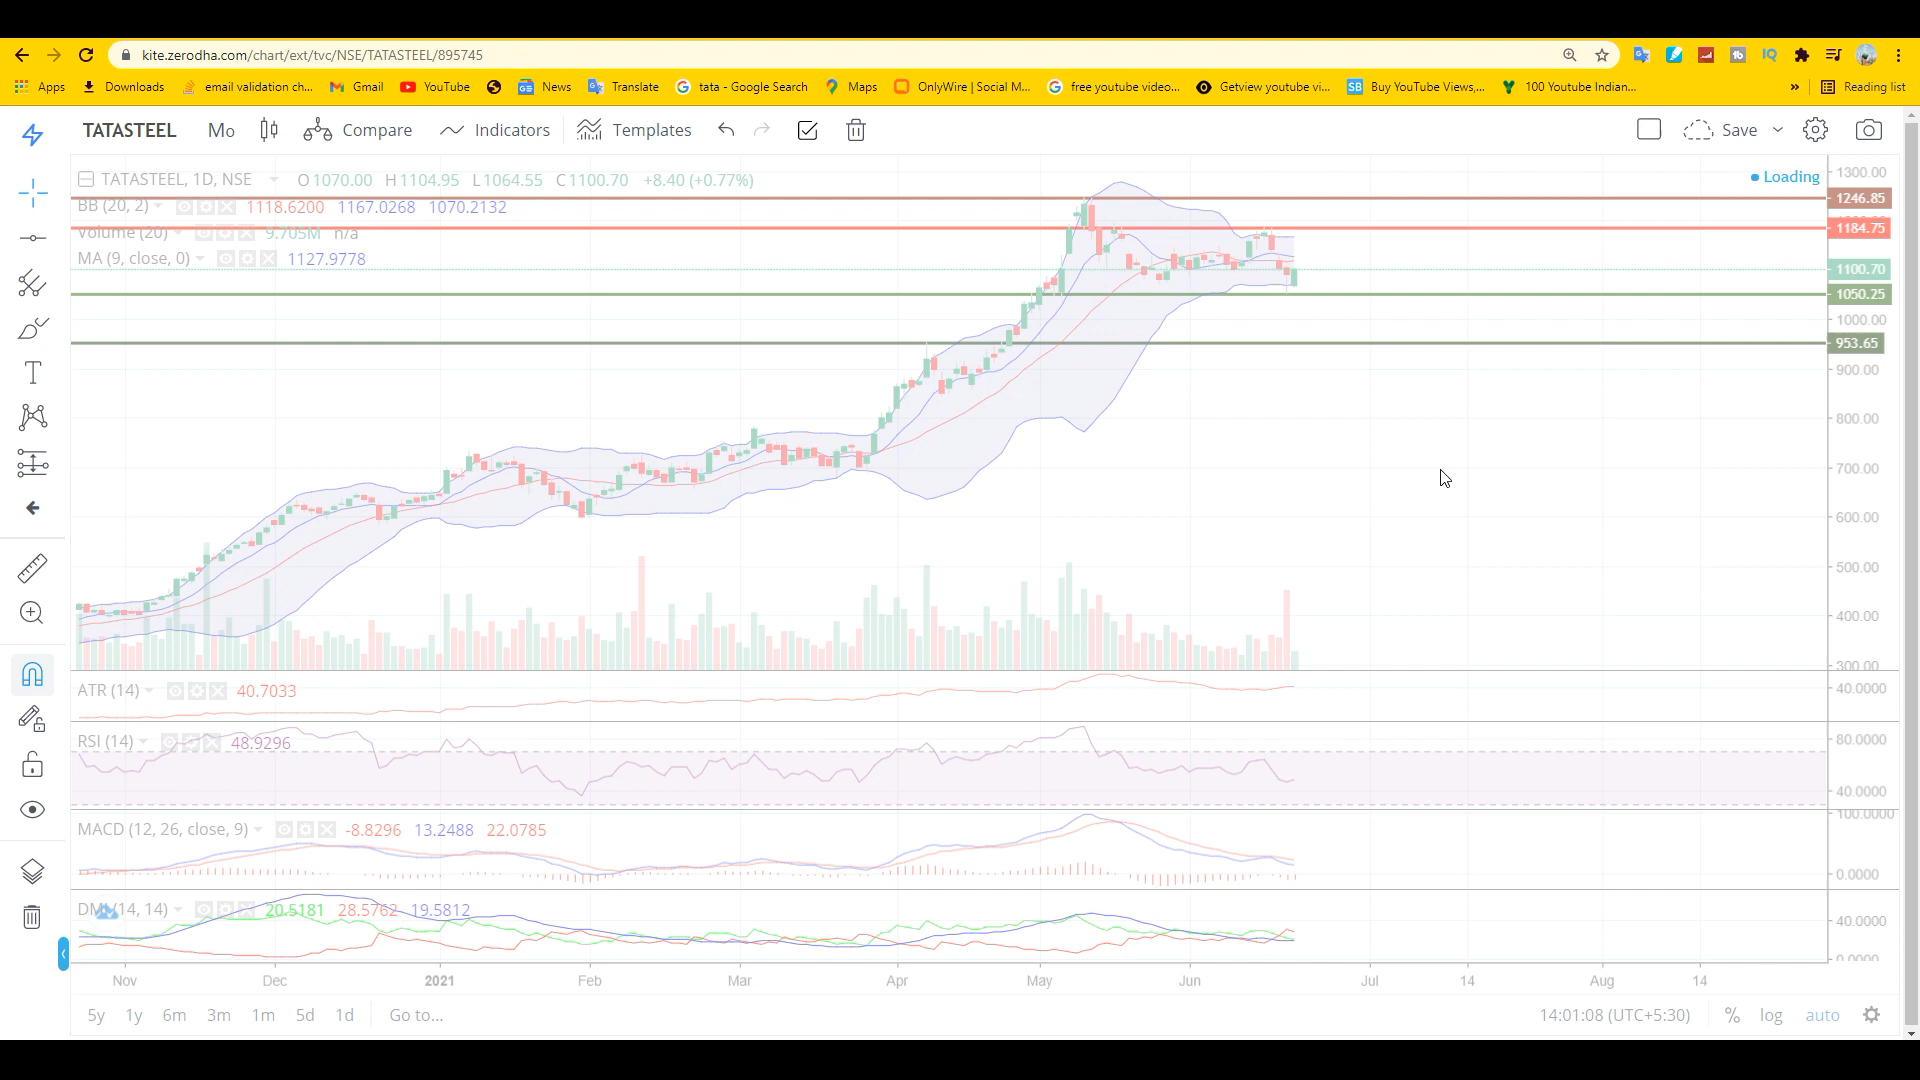 kite.zerodha.com/chart/ext/tvc/NSE/TATASTEEL/895745
Apps Downloads email validation ch... Gmail YouTube News Translate tata - Google Search Maps OnlyWire | Social M... free youtube video... Getview youtube vi... SB Buy YouTube Views,... 100 Youtube Indian... » Reading list
TATASTEEL Mo Compare Indicators Templates Save
TATASTEEL, 1D, NSE O1070.00 H1104.95 L1064.55 C1100.70 +8.40 (+0.77%) Loading
1300.00
BB (20, 2) 1118.6200 1167.0268 1070.2132 1246.85
Volume (20) 9.705M n/a 1184.75
MA (9, close, 0) 1127.9778
1100.70
1050.25
1000.00
953.65
900.00
800.00
700.00
600.00
500.00
400.00
300.00
ATR (14) 40.7033 40.0000
RSI (14) 48.9296 80.0000
40.0000
100.0000
MACD (12, 26, close, 9) -8.8296 13.2488 22.0785
0.0000
DMI (14, 14) 20.5181 28.5762 19.5812
40.0000
0.0000
Nov Dec 2021 Feb Mar Apr May Jun Jul 14 Aug 14
5y 1y 6m 3m 1m 5d 1d Go to... 14:01:08 (UTC+5:30) % log auto